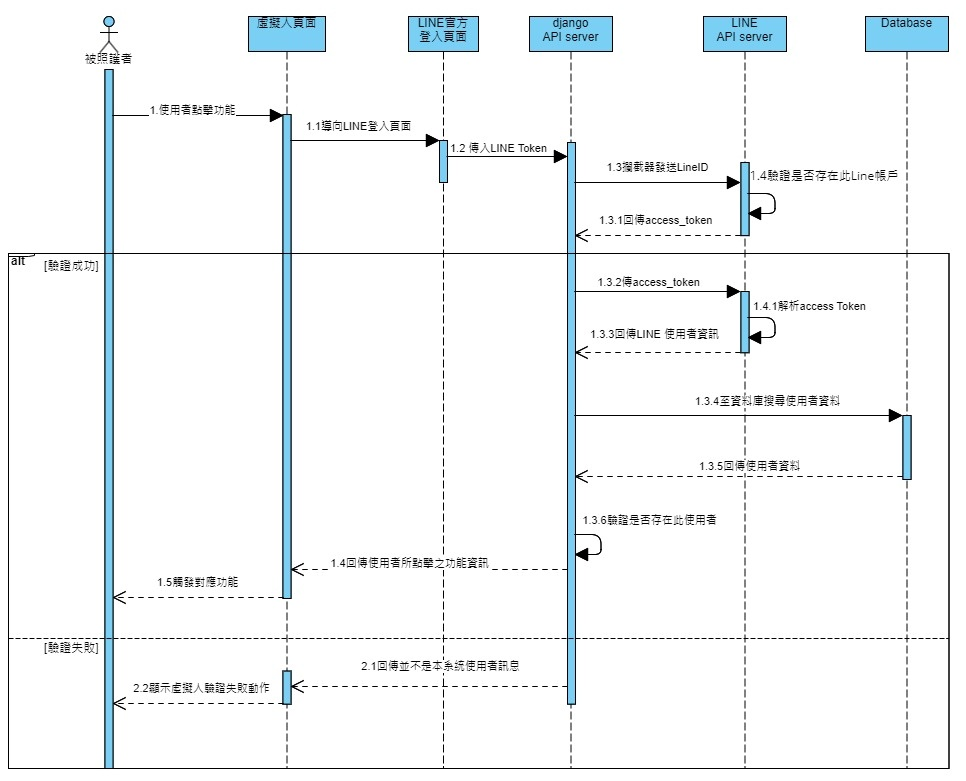 虛擬人頁面
LINE官方
登入頁面
django
API server
LINE
API server
Database
被照護者
1.使用者點擊功能
1.1導向LINE登入頁面
1.2 傳入LINE Token
1.3攔截器發送LineID
1.4驗證是否存在此Line帳戶
1.3.1回傳access_token
alt
[驗證成功]
1.3.2傳access_token
1.4.1解析access Token
1.3.3回傳LINE 使用者資訊
1.3.4至資料庫搜尋使用者資料
1.3.5回傳使用者資料
1.3.6驗證是否存在此使用者
1.4回傳使用者所點擊之功能資訊
1.5觸發對應功能
[驗證失敗]
2.1回傳並不是本系統使用者訊息
2.2顯示虛擬人驗證失敗動作